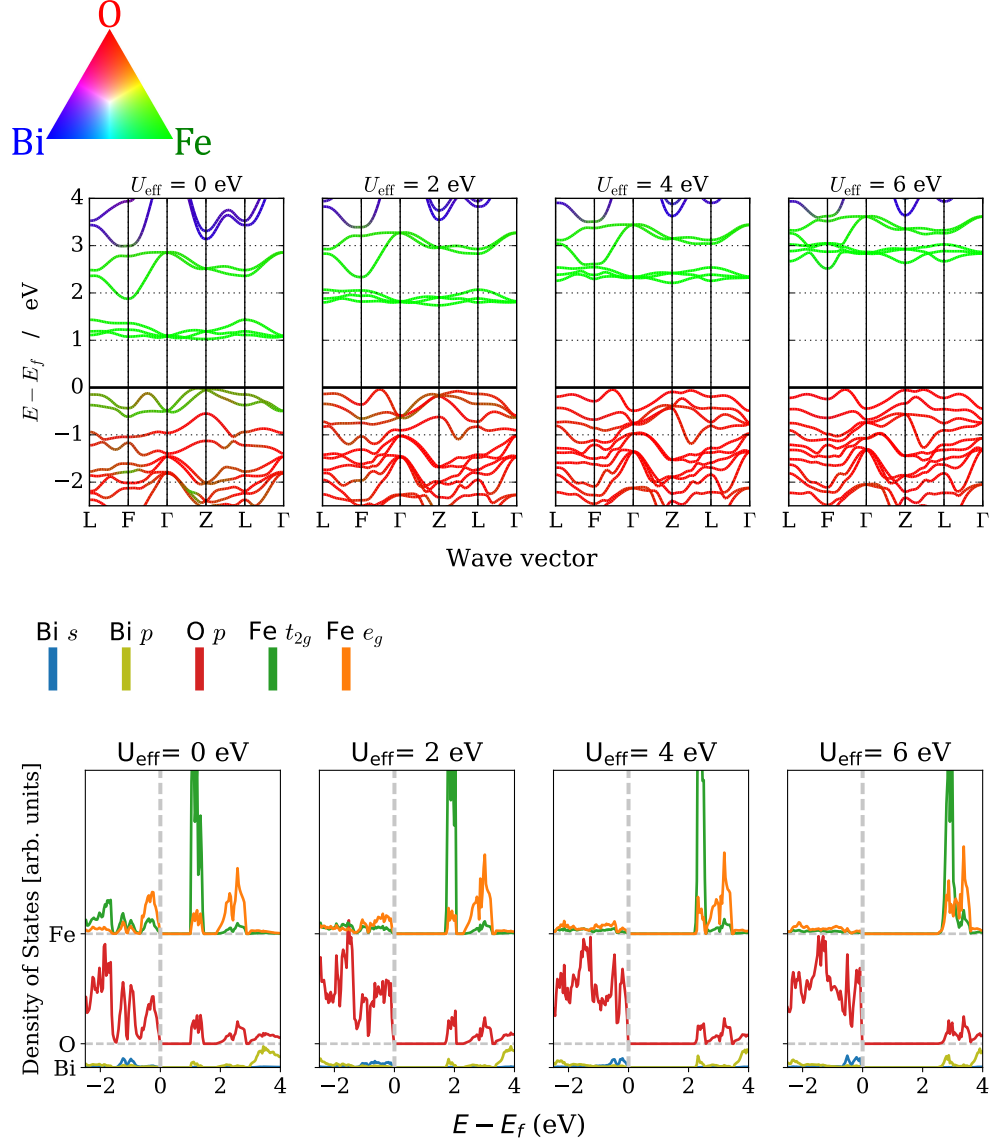 O
Bi Fe
U_eff = 0 eV U_eff = 2 eV U_eff = 4 eV U_eff = 6 eV
E − E_f / eV
4
3
2
1
0
−1
−2
L F Γ Z L Γ L F Γ Z L Γ L F Γ Z L Γ L F Γ Z L Γ
Wave vector
Bi s Bi p O p Fe t_2g Fe e_g
U_eff= 0 eV U_eff= 2 eV U_eff= 4 eV U_eff= 6 eV
Density of States [arb. units]
Fe
O
Bi
−2 0 2 4 −2 0 2 4 −2 0 2 4 −2 0 2 4
E − E_f (eV)